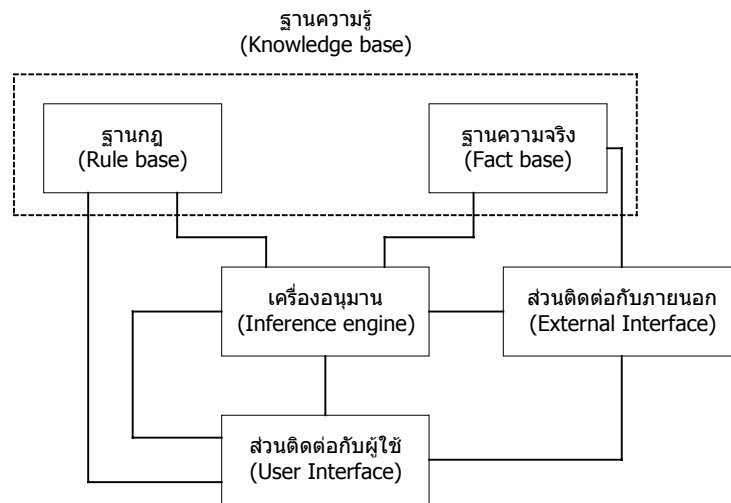 ฐานความรู้
(Knowledge base)
ฐานกฎ
(Rule base)
ฐานความจริง
(Fact base)
เครื่องอนุมาน
(Inference engine)
ส่วนติดต่อกับภายนอก
(External Interface)
ส่วนติดต่อกับผู้ใช้
(User Interface)